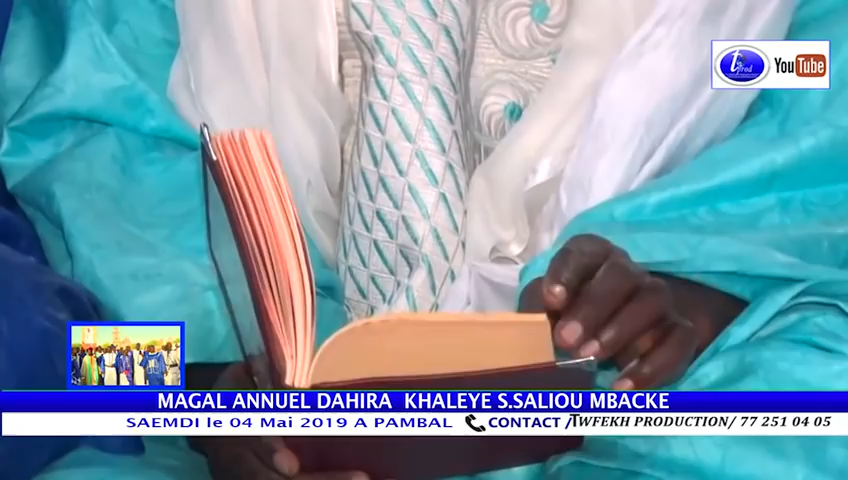 YouTube
MAGAL ANNUEL DAHIRA KHALEYE S.SALIOU MBACKE
SAEMDI le 04 Mai 2019 A PAMBAL CONTACT / TWFEKH PRODUCTION/ 77 251 04 05